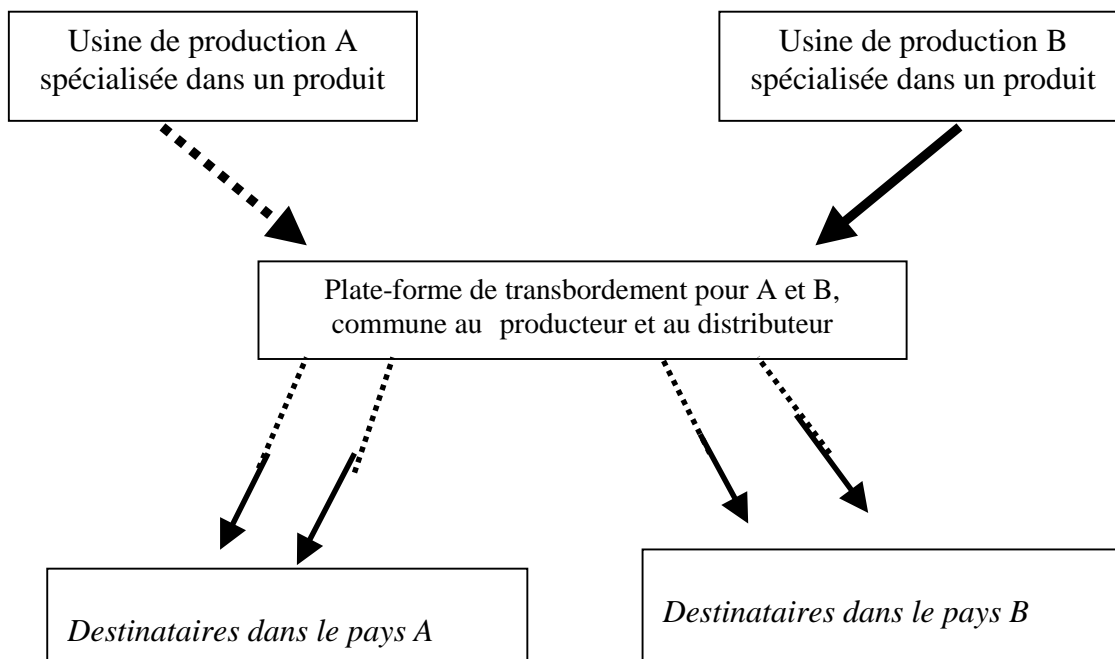 Usine de production A
spécialisée dans un produit
Usine de production B
spécialisée dans un produit
Plate-forme de transbordement pour A et B,
commune au producteur et au distributeur
Destinataires dans le pays A
Destinataires dans le pays B